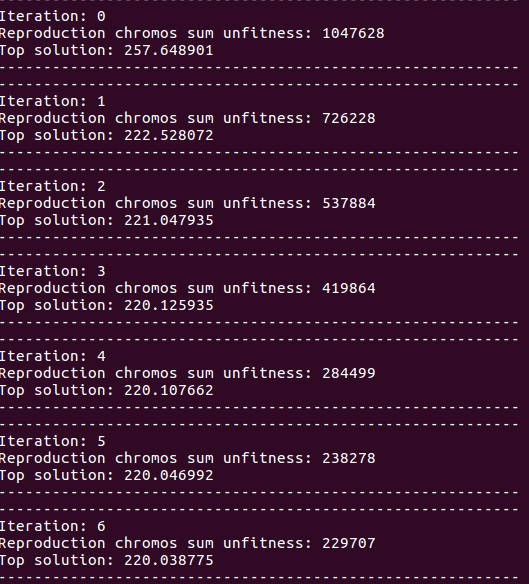 Iteration: 0
Reproduction chromos sum unfitness: 1047628
Top solution: 257.648901
----------------------------------------------------------
----------------------------------------------------------
Iteration: 1
Reproduction chromos sum unfitness: 726228
Top solution: 222.528072
----------------------------------------------------------
----------------------------------------------------------
Iteration: 2
Reproduction chromos sum unfitness: 537884
Top solution: 221.047935
----------------------------------------------------------
----------------------------------------------------------
Iteration: 3
Reproduction chromos sum unfitness: 419864
Top solution: 220.125935
----------------------------------------------------------
----------------------------------------------------------
Iteration: 4
Reproduction chromos sum unfitness: 284499
Top solution: 220.107662
----------------------------------------------------------
----------------------------------------------------------
Iteration: 5
Reproduction chromos sum unfitness: 238278
Top solution: 220.046992
----------------------------------------------------------
----------------------------------------------------------
Iteration: 6
Reproduction chromos sum unfitness: 229707
Top solution: 220.038775
----------------------------------------------------------